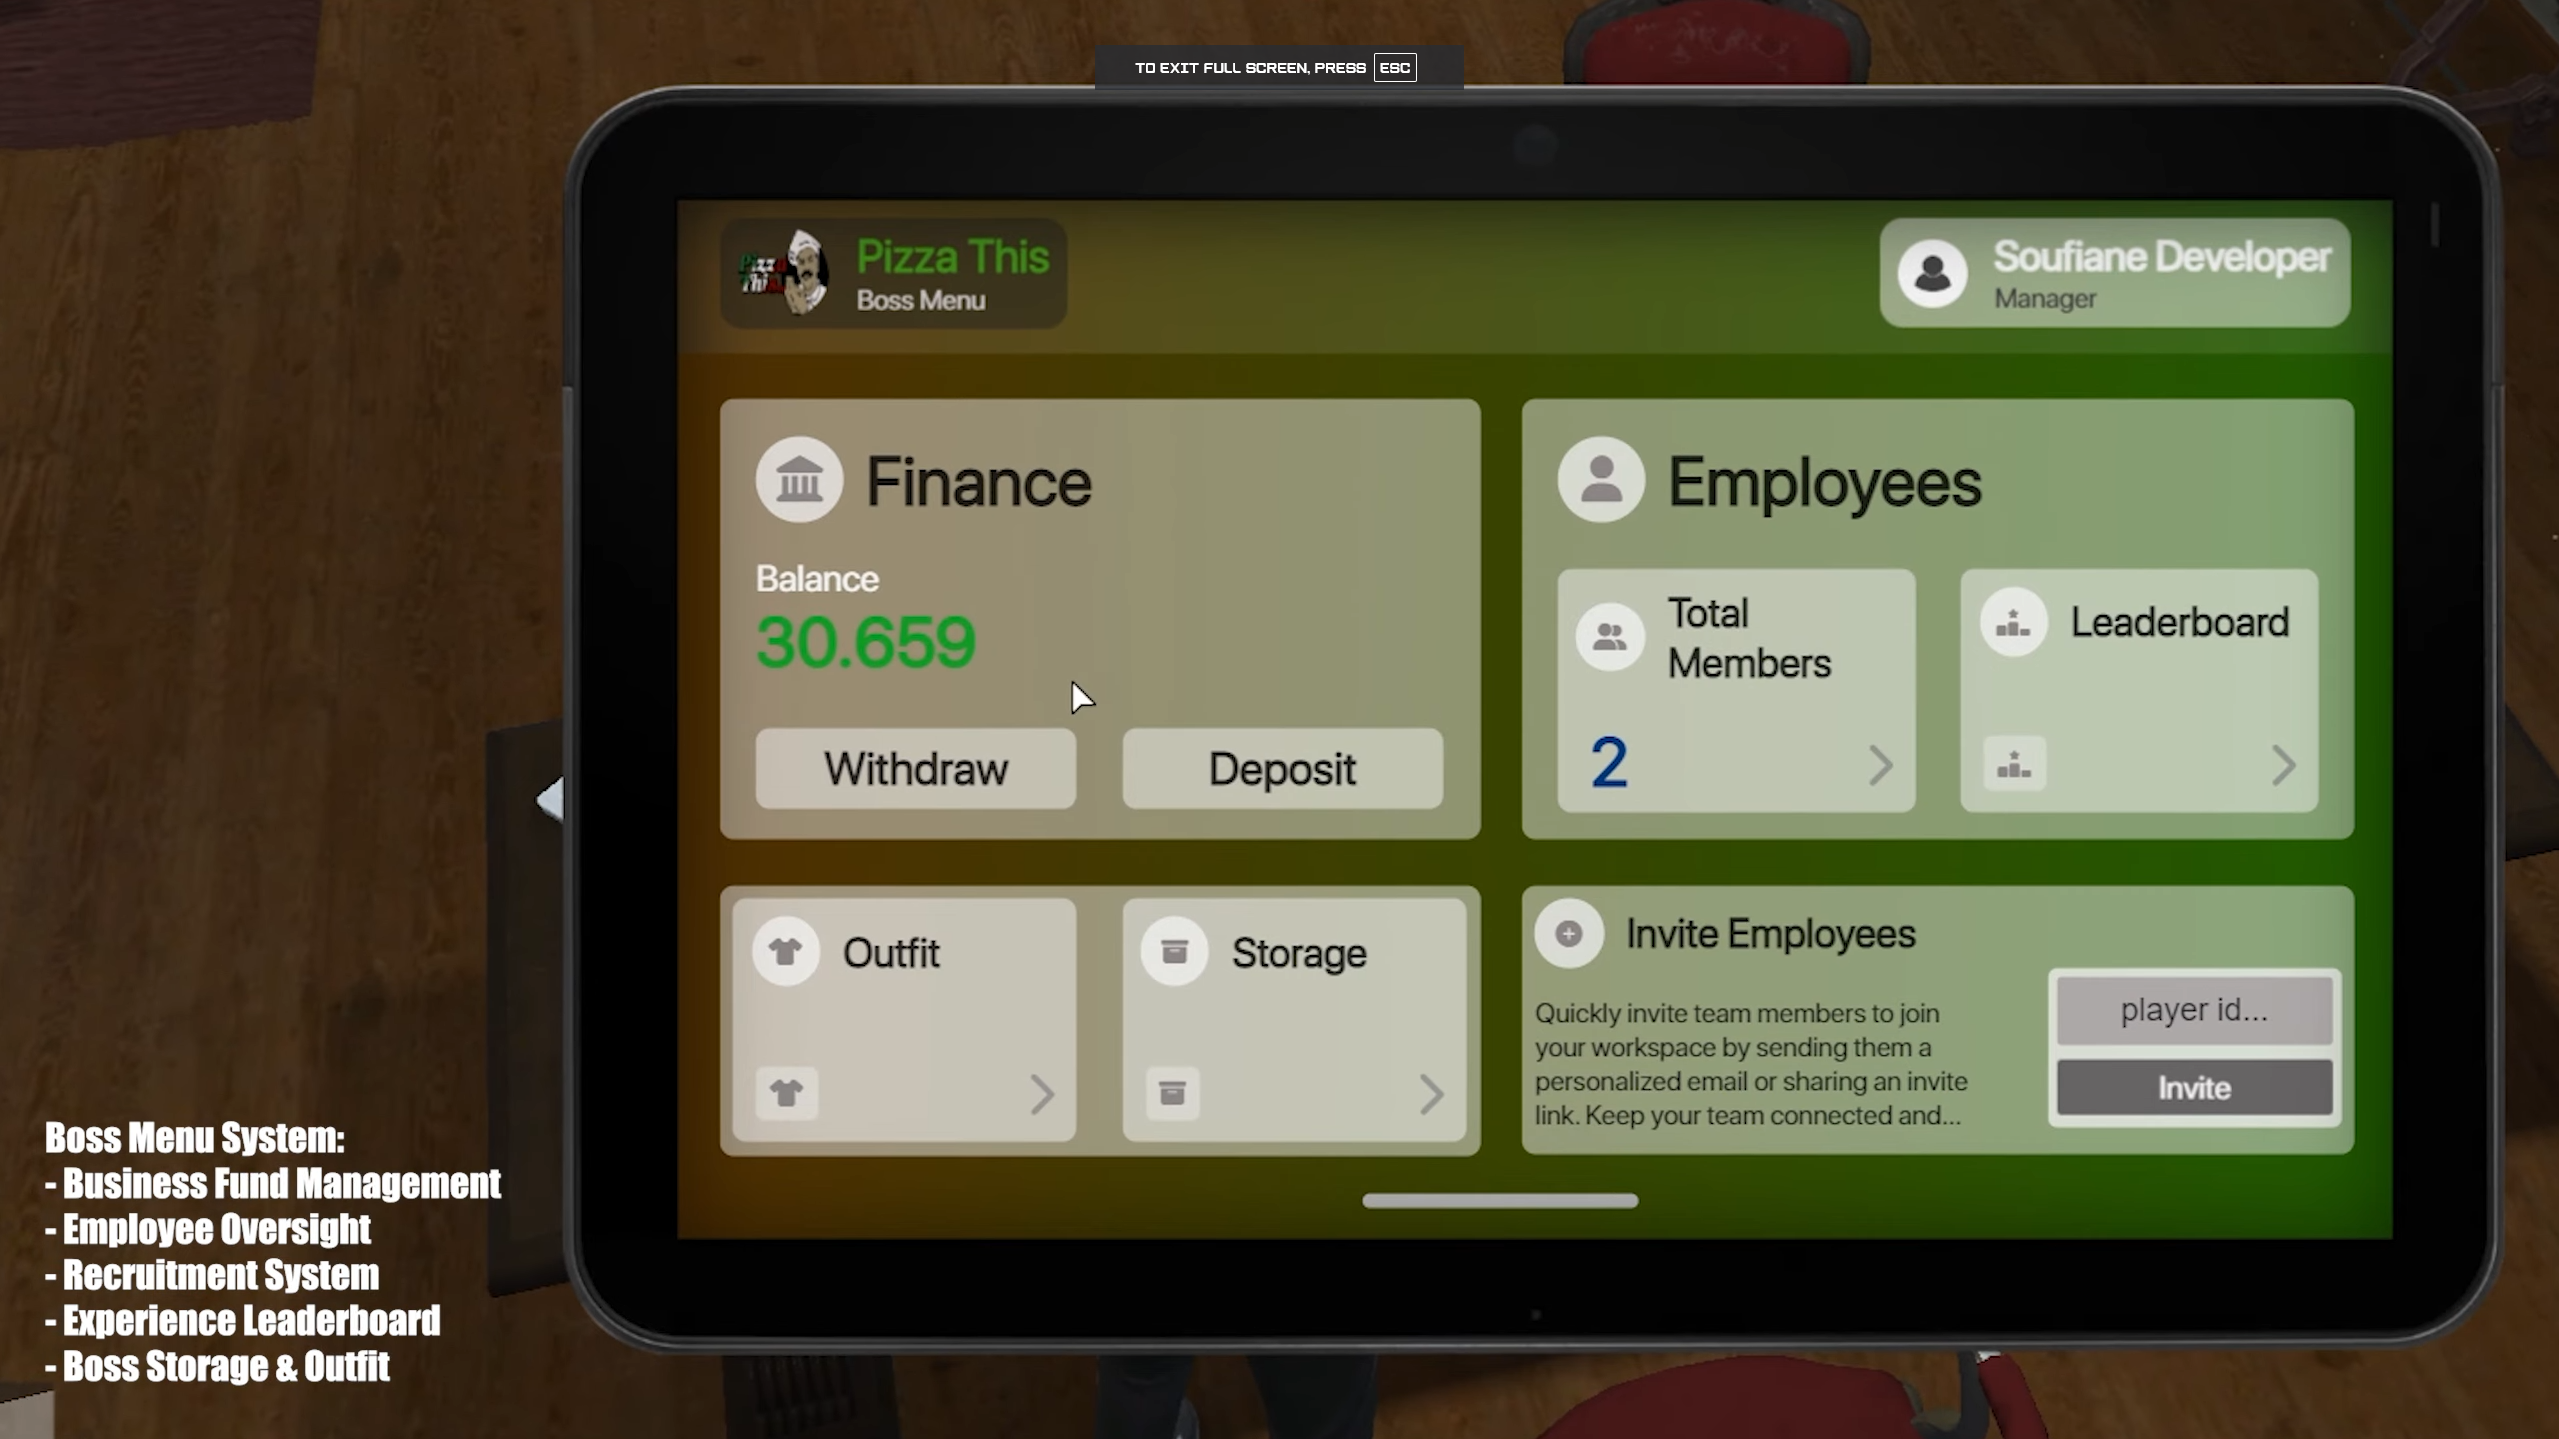 TO EXIT FULL SCREEN, PRESS ESC
Pizza This
Pizza This
Boss Menu
Soufiane Developer
Manager
Finance
Balance
30.659
Withdraw
Deposit
Employees
Total
Members
2
Leaderboard
Outfit
Storage
Invite Employees
Quickly invite team members to join
your workspace by sending them a
personalized email or sharing an invite
link. Keep your team connected and...
player id...
Invite
Boss Menu System:
- Business Fund Management
- Employee Oversight
- Recruitment System
- Experience Leaderboard
- Boss Storage & Outfit